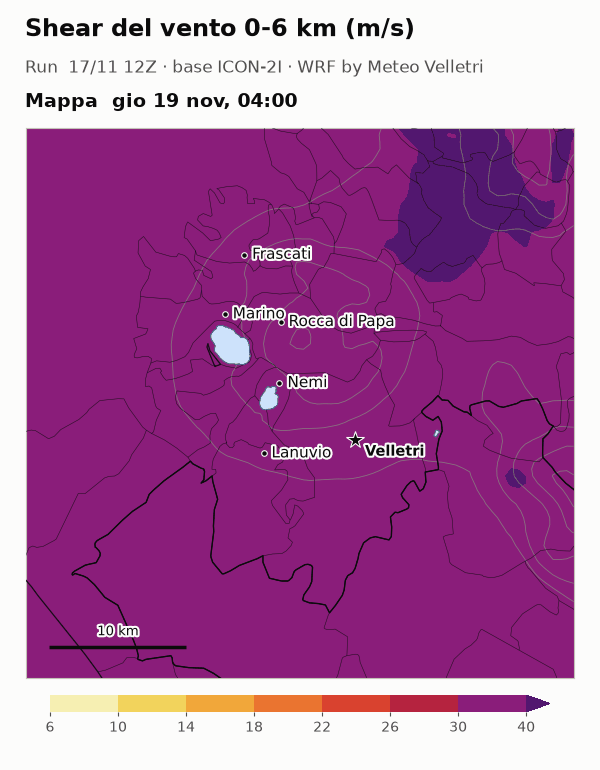 Shear del vento 0-6 km (m/s)
Run  17/11 12Z · base ICON-2I · WRF by Meteo Velletri
Mappa  gio 19 nov, 04:00
Frascati
Marino
Rocca di Papa
Nemi
Velletri
Lanuvio
10 km
6 10 14 18 22 26 30 40